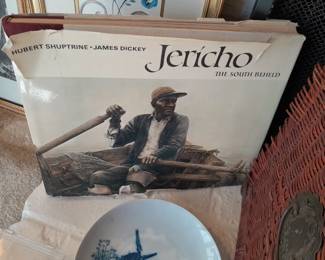 HUBERT SHUPTRINE • JAMES DICKEY
Jericho
THE SOUTH BEHELD